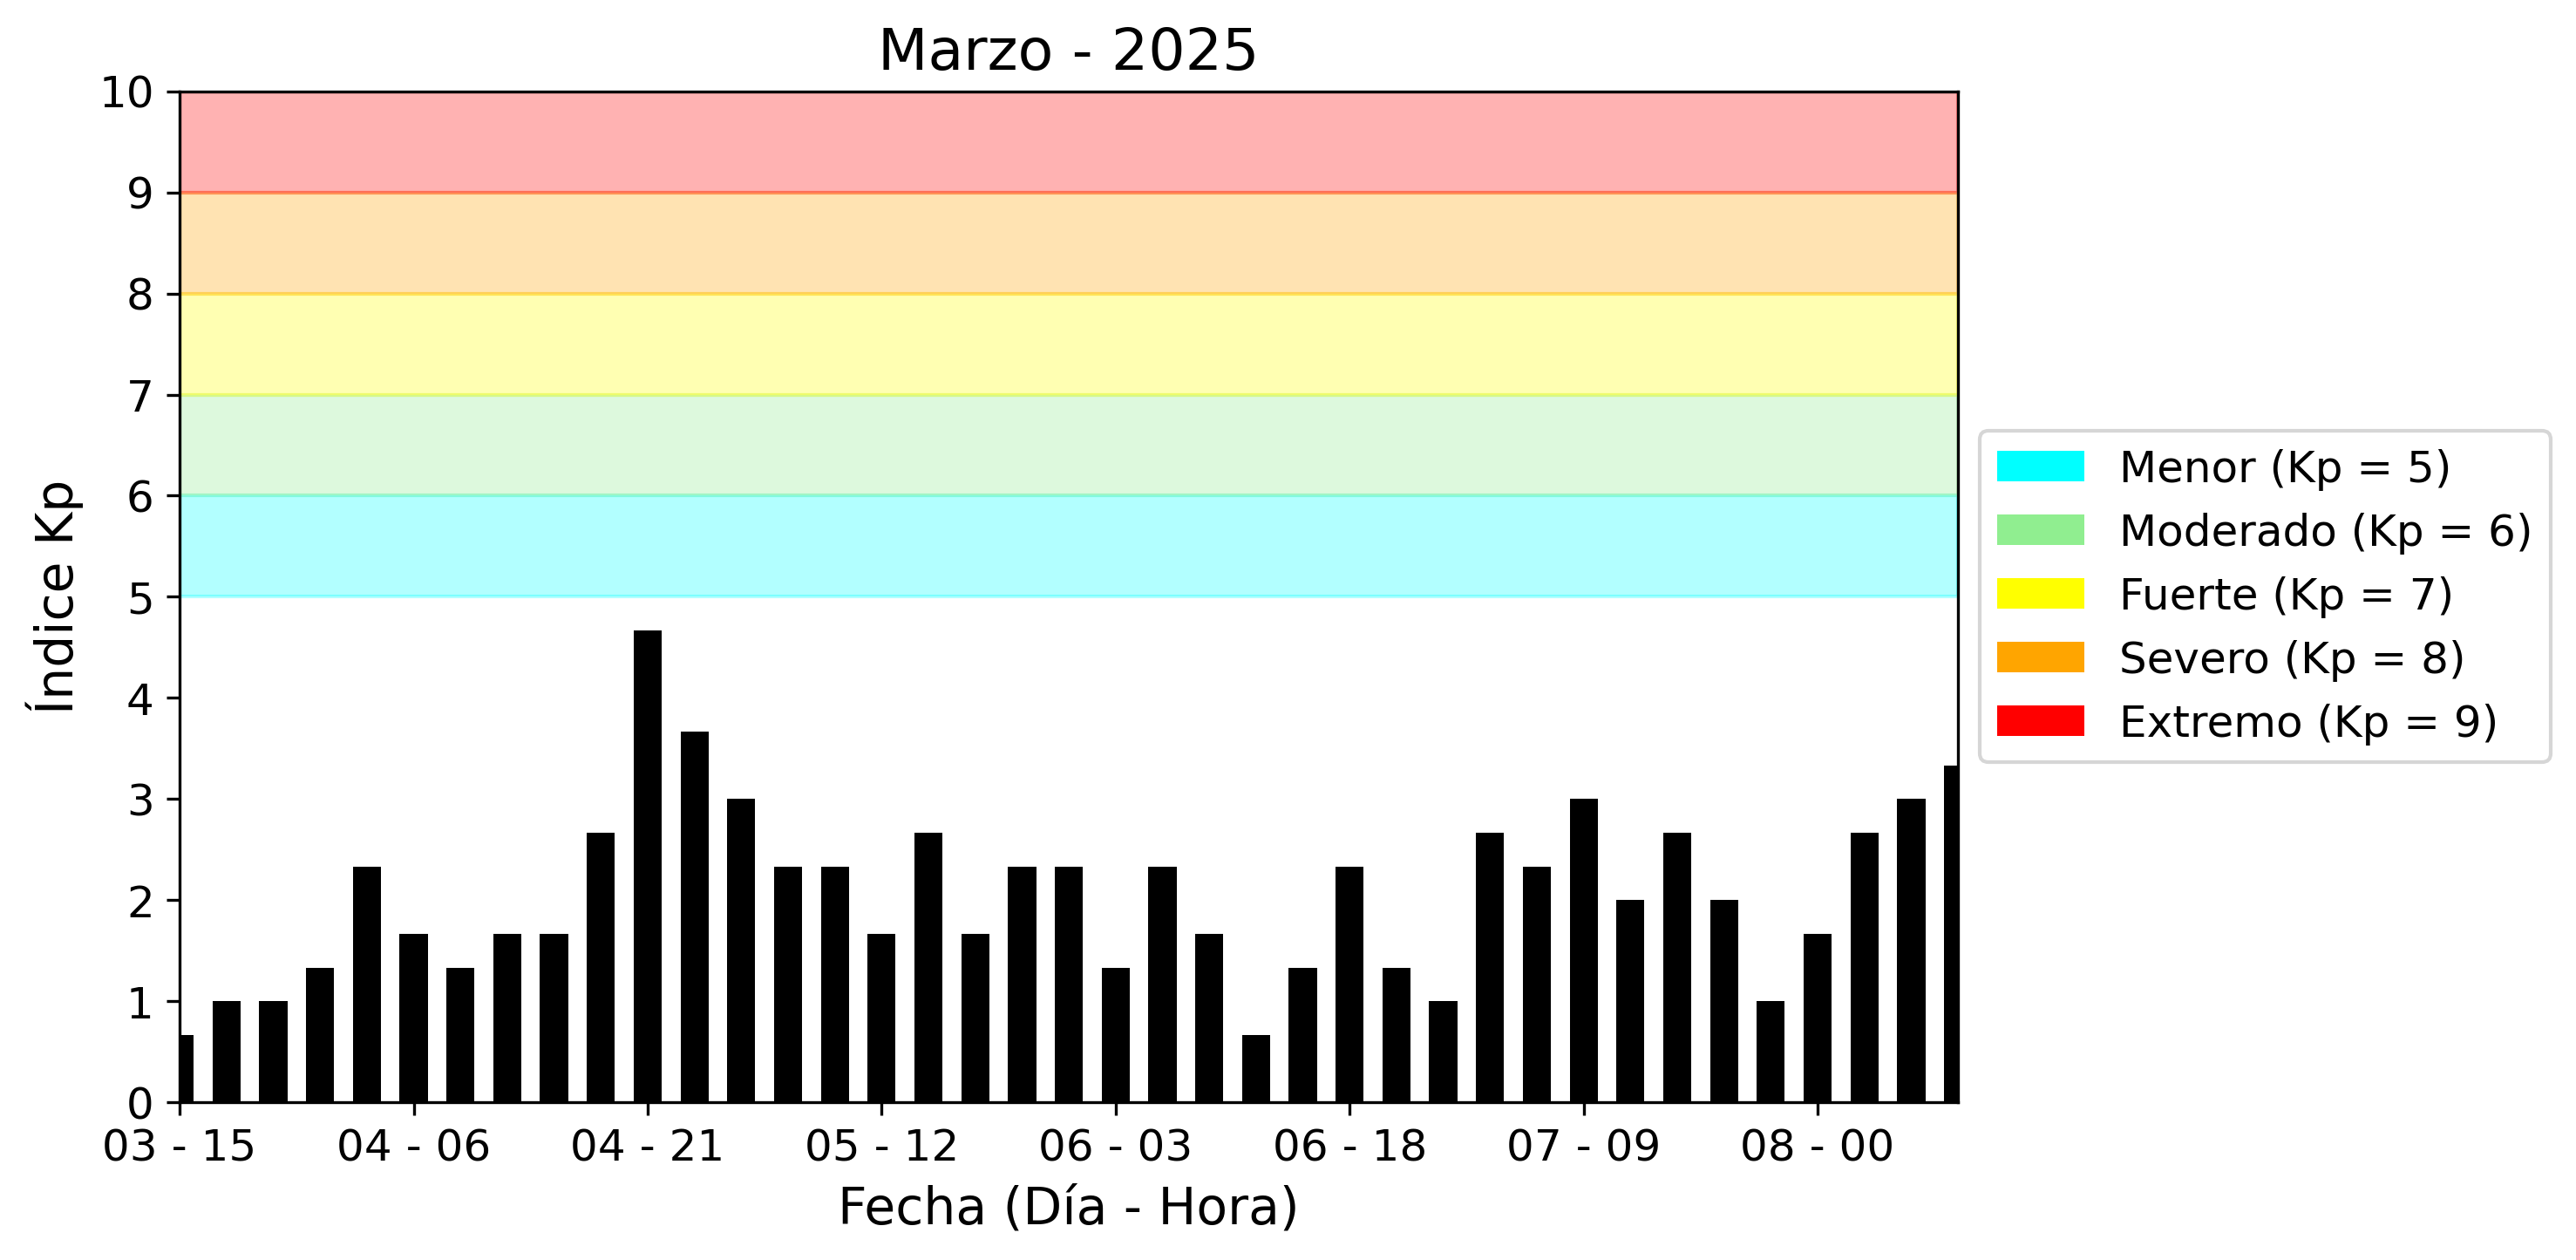 Marzo - 2025
10
9
8
7
6
5
4
3
2
1
0
Índice Kp
03 - 15 04 - 06 04 - 21 05 - 12 06 - 03 06 - 18 07 - 09 08 - 00
Fecha (Día - Hora)
Menor (Kp = 5)
Moderado (Kp = 6)
Fuerte (Kp = 7)
Severo (Kp = 8)
Extremo (Kp = 9)